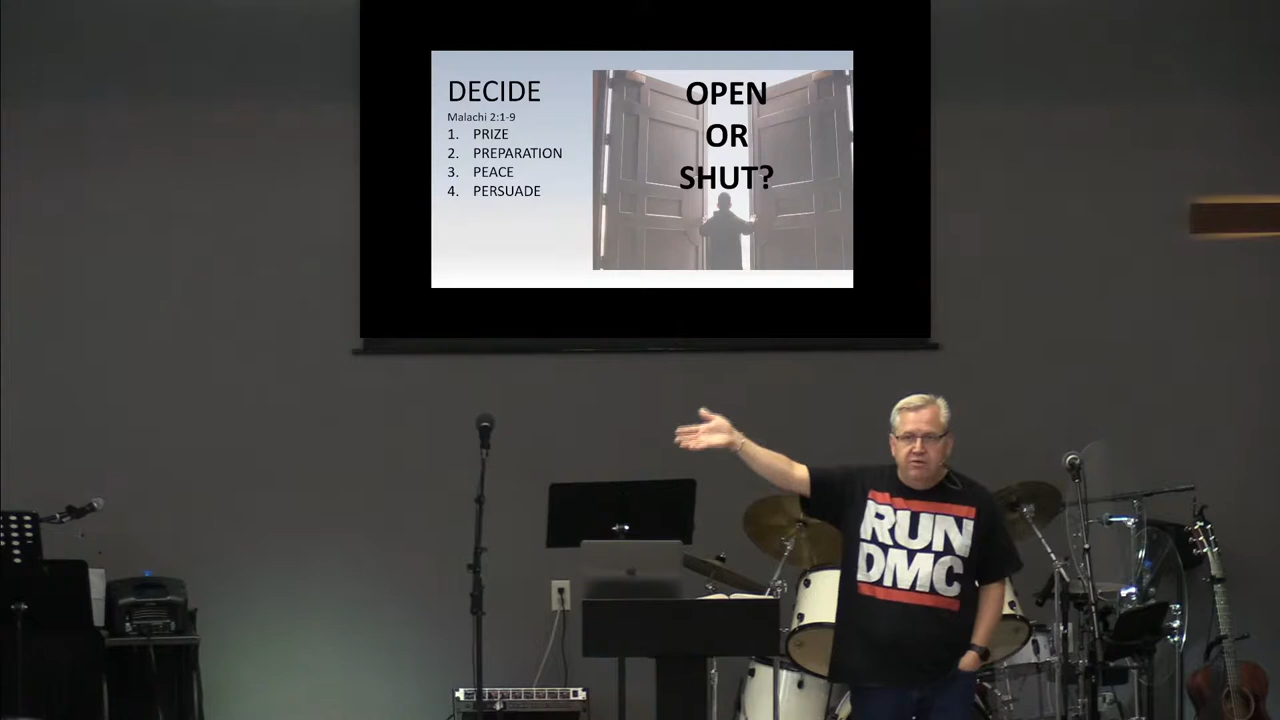 DECIDE
Malachi 2:1-9
1. PRIZE
2. PREPARATION
3. PEACE
4. PERSUADE
OPEN
OR
SHUT?
RUN
DMC